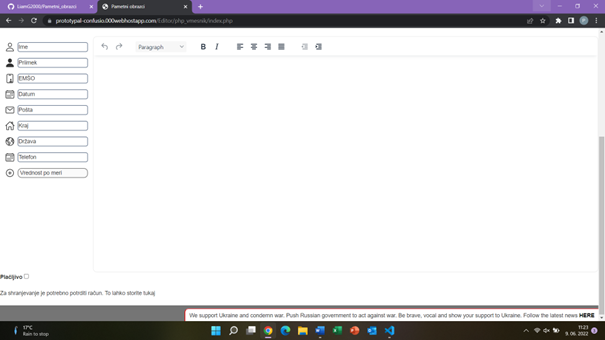 LiamG2906/Pametni_obrazci
Pametni obrazci
prototypal-confusio.000webhostapp.com/Editor/php_vmesnik/index.php
Ime
Paragraph
B I
Priimek
EMŠO
Datum
Pošta
Kraj
Država
Telefon
Vrednost po meri
Plačljivo
Za shranjevanje je potrebno potrditi račun. To lahko storite tukaj
We support Ukraine and condemn war. Push Russian government to act against war. Be brave, vocal and show your support to Ukraine. Follow the latest news HERE
17°C
Rain to stop
11:23
9. 06. 2022